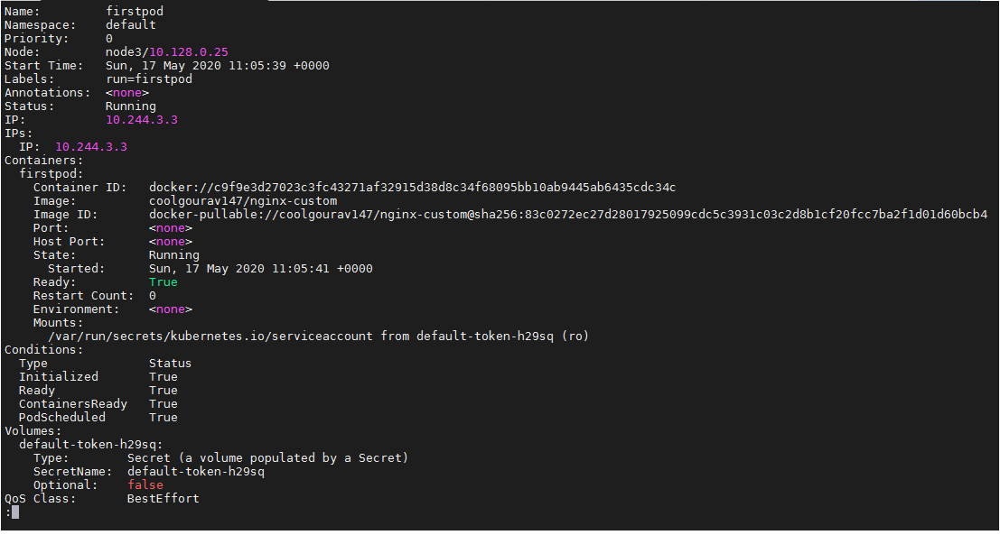 Name:         firstpod
Namespace:    default
Priority:     0
Node:         node3/10.128.0.25
Start Time:   Sun, 17 May 2020 11:05:39 +0000
Labels:       run=firstpod
Annotations:  <none>
Status:       Running
IP:           10.244.3.3
IPs:
  IP:  10.244.3.3
Containers:
  firstpod:
    Container ID:   docker://c9f9e3d27023c3fc43271af32915d38d8c34f68095bb10ab9445ab6435cdc34c
    Image:          coolgourav147/nginx-custom
    Image ID:       docker-pullable://coolgourav147/nginx-custom@sha256:83c0272ec27d28017925099cdc5c3931c03c2d8b1cf20fcc7ba2f1d01d60bcb4
    Port:           <none>
    Host Port:      <none>
    State:          Running
      Started:      Sun, 17 May 2020 11:05:41 +0000
    Ready:          True
    Restart Count:  0
    Environment:    <none>
    Mounts:
      /var/run/secrets/kubernetes.io/serviceaccount from default-token-h29sq (ro)
Conditions:
  Type              Status
  Initialized       True
  Ready             True
  ContainersReady   True
  PodScheduled      True
Volumes:
  default-token-h29sq:
    Type:        Secret (a volume populated by a Secret)
    SecretName:  default-token-h29sq
    Optional:    false
QoS Class:       BestEffort
: